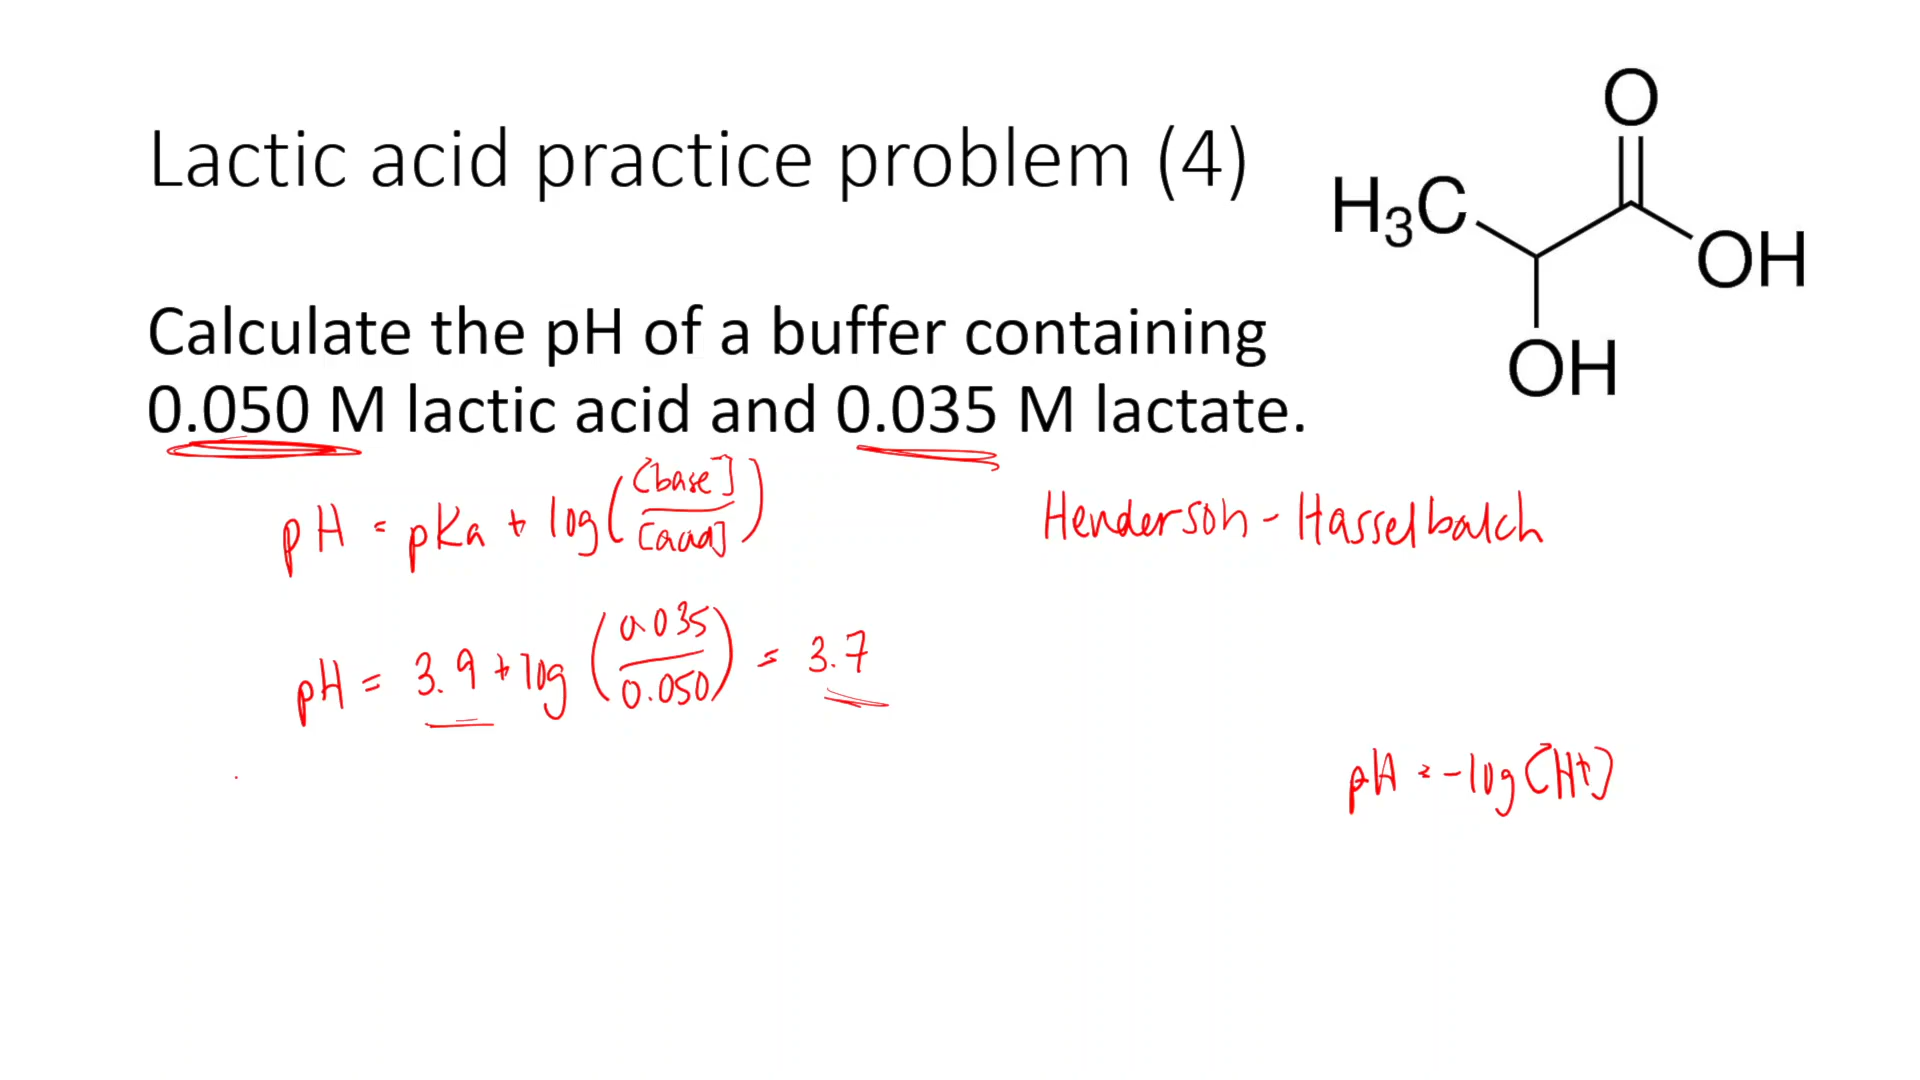 Lactic acid practice problem (4)
O
H₃C
OH
OH
Calculate the pH of a buffer containing
0.050 M lactic acid and 0.035 M lactate.
pH = pKa + log([base]/[acid])
Henderson-Hasselbalch
pH = 3.9 + log(0.035/0.050) = 3.7
pH = -log[H+]